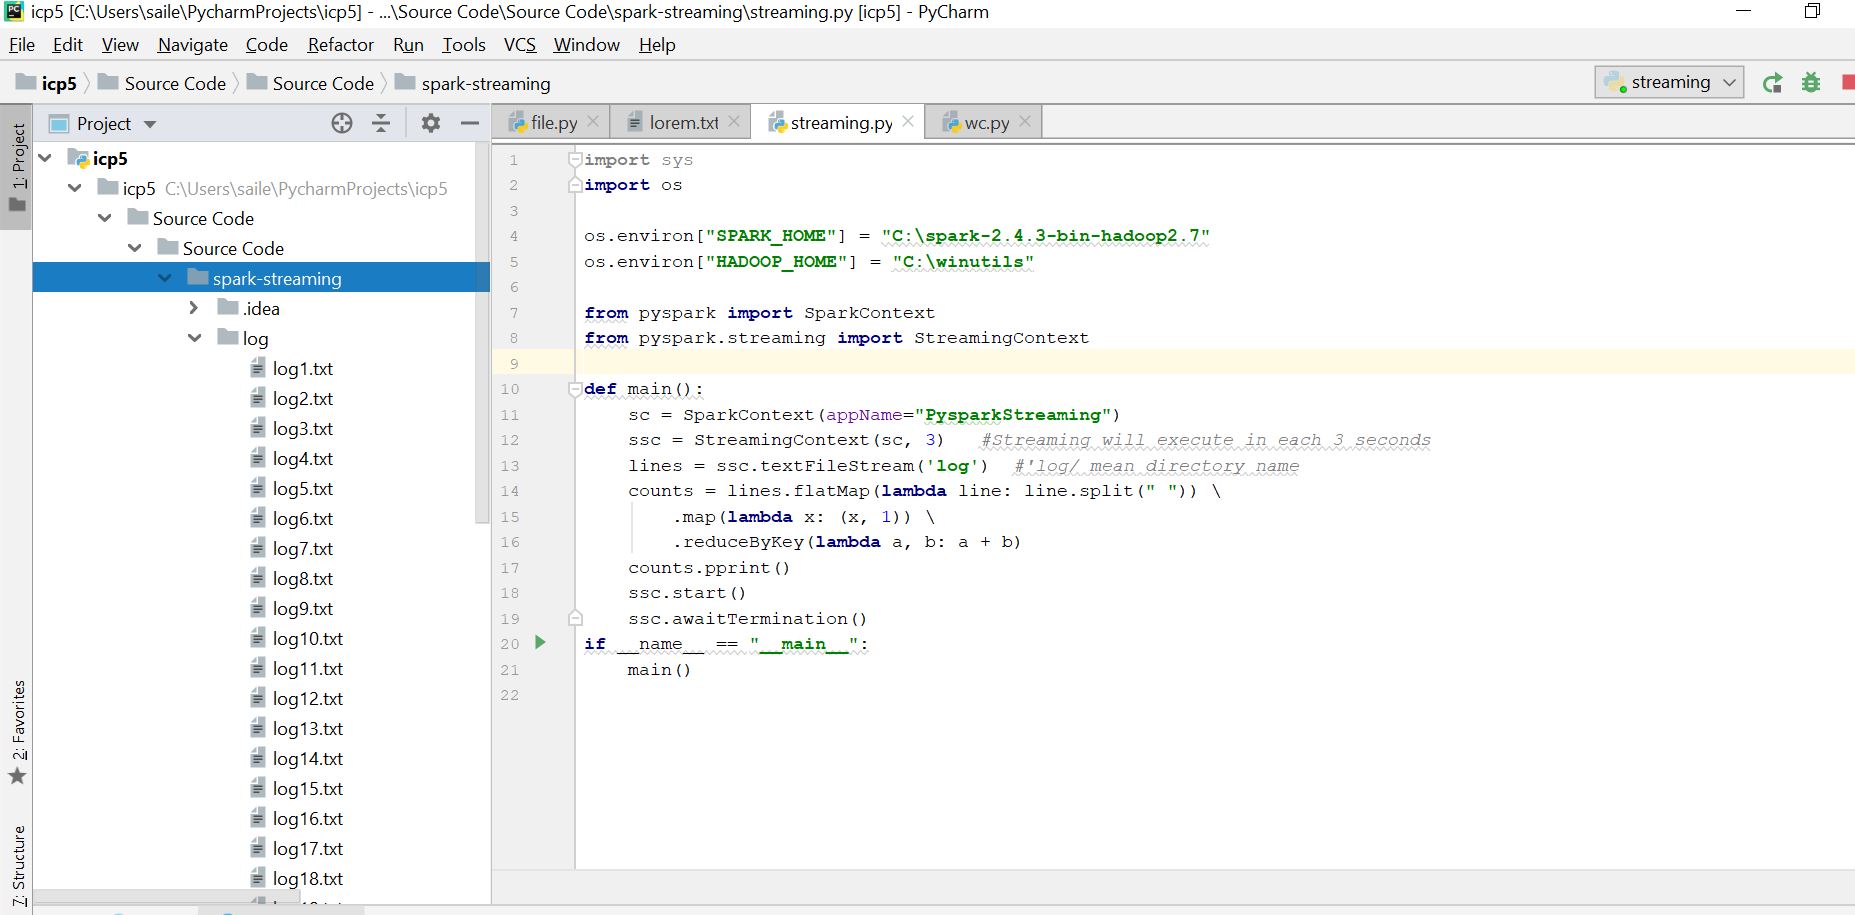 PC icp5 [C:\Users\saile\PycharmProjects\icp5] - ...\Source Code\Source Code\spark-streaming\streaming.py [icp5] - PyCharm
File Edit View Navigate Code Refactor Run Tools VCS Window Help
icp5 Source Code Source Code spark-streaming streaming
1: Project
2: Favorites
7: Structure
Project
icp5
icp5 C:\Users\saile\PycharmProjects\icp5
Source Code
Source Code
spark-streaming
.idea
log
log1.txt
log2.txt
log3.txt
log4.txt
log5.txt
log6.txt
log7.txt
log8.txt
log9.txt
log10.txt
log11.txt
log12.txt
log13.txt
log14.txt
log15.txt
log16.txt
log17.txt
log18.txt
file.py lorem.txt streaming.py wc.py
1 import sys
2 import os
3
4 os.environ["SPARK_HOME"] = "C:\spark-2.4.3-bin-hadoop2.7"
5 os.environ["HADOOP_HOME"] = "C:\winutils"
6
7 from pyspark import SparkContext
8 from pyspark.streaming import StreamingContext
9
10 def main():
11 sc = SparkContext(appName="PysparkStreaming")
12 ssc = StreamingContext(sc, 3) #Streaming will execute in each 3 seconds
13 lines = ssc.textFileStream('log') #'log/ mean directory name
14 counts = lines.flatMap(lambda line: line.split(" ")) \
15 .map(lambda x: (x, 1)) \
16 .reduceByKey(lambda a, b: a + b)
17 counts.pprint()
18 ssc.start()
19 ssc.awaitTermination()
20 if __name__ == "__main__":
21 main()
22